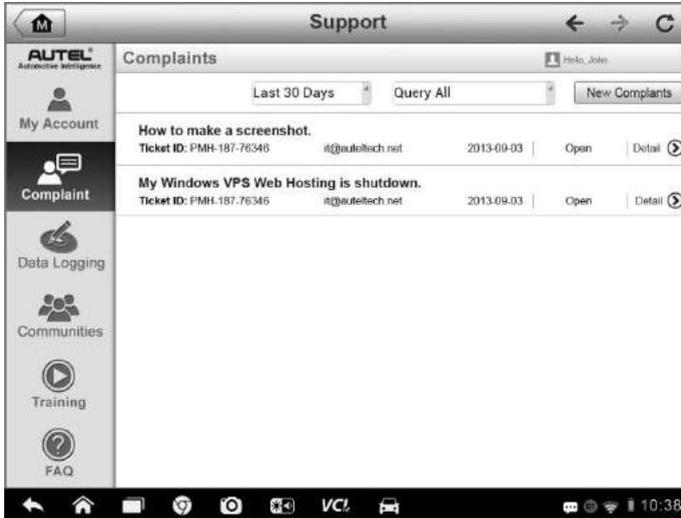 Support
AUTEL®
Automotive Intelligence
Complaints
Hello, John
Last 30 Days
Query All
New Complants
My Account
How to make a screenshot.
Ticket ID: PMH-187-76346 it@auteltech.net 2013-09-03 Open Detail
Complaint
My Windows VPS Web Hosting is shutdown.
Ticket ID: PMH-187-76346 it@auteltech.net 2013-09-03 Open Detail
Data Logging
Communities
Training
FAQ
VCI
10:38